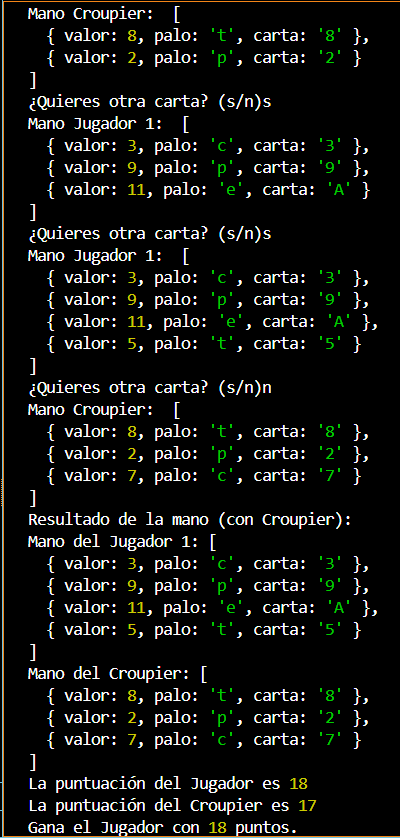 Mano Croupier:  [
  { valor: 8, palo: 't', carta: '8' },
  { valor: 2, palo: 'p', carta: '2' }
]
¿Quieres otra carta? (s/n)s
Mano Jugador 1:  [
  { valor: 3, palo: 'c', carta: '3' },
  { valor: 9, palo: 'p', carta: '9' },
  { valor: 11, palo: 'e', carta: 'A' }
]
¿Quieres otra carta? (s/n)s
Mano Jugador 1:  [
  { valor: 3, palo: 'c', carta: '3' },
  { valor: 9, palo: 'p', carta: '9' },
  { valor: 11, palo: 'e', carta: 'A' },
  { valor: 5, palo: 't', carta: '5' }
]
¿Quieres otra carta? (s/n)n
Mano Croupier:  [
  { valor: 8, palo: 't', carta: '8' },
  { valor: 2, palo: 'p', carta: '2' },
  { valor: 7, palo: 'c', carta: '7' }
]
Resultado de la mano (con Croupier):
Mano del Jugador 1: [
  { valor: 3, palo: 'c', carta: '3' },
  { valor: 9, palo: 'p', carta: '9' },
  { valor: 11, palo: 'e', carta: 'A' },
  { valor: 5, palo: 't', carta: '5' }
]
Mano del Croupier: [
  { valor: 8, palo: 't', carta: '8' },
  { valor: 2, palo: 'p', carta: '2' },
  { valor: 7, palo: 'c', carta: '7' }
]
La puntuación del Jugador es 18
La puntuación del Croupier es 17
Gana el Jugador con 18 puntos.